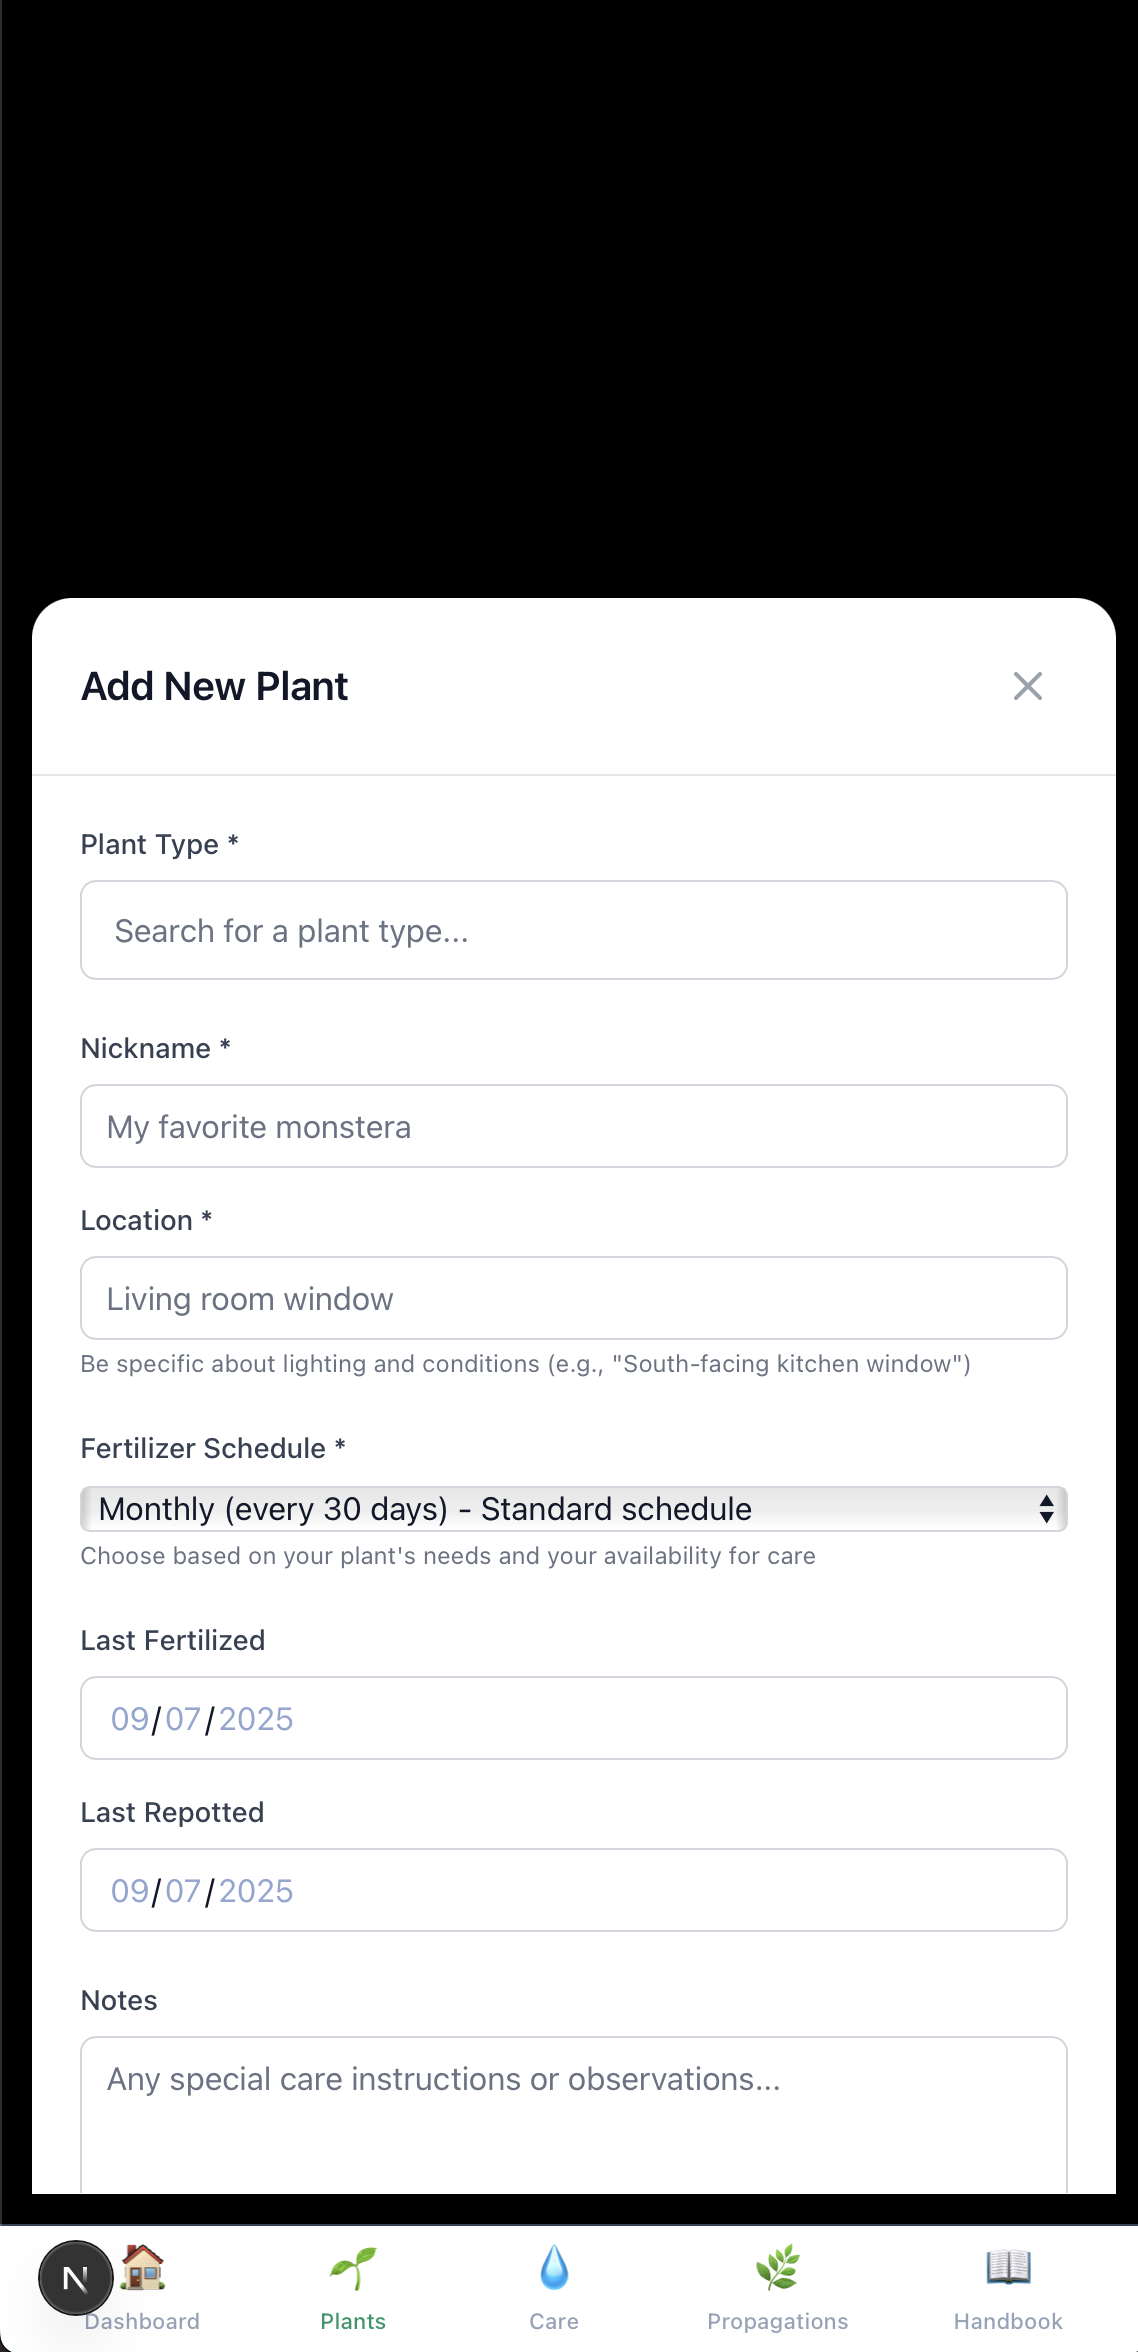 Add New Plant
Plant Type *
Search for a plant type...
Nickname *
My favorite monstera
Location *
Living room window
Be specific about lighting and conditions (e.g., "South-facing kitchen window")
Fertilizer Schedule *
Monthly (every 30 days) - Standard schedule
Choose based on your plant's needs and your availability for care
Last Fertilized
09/07/2025
Last Repotted
09/07/2025
Notes
Any special care instructions or observations...
N
Dashboard
Plants
Care
Propagations
Handbook